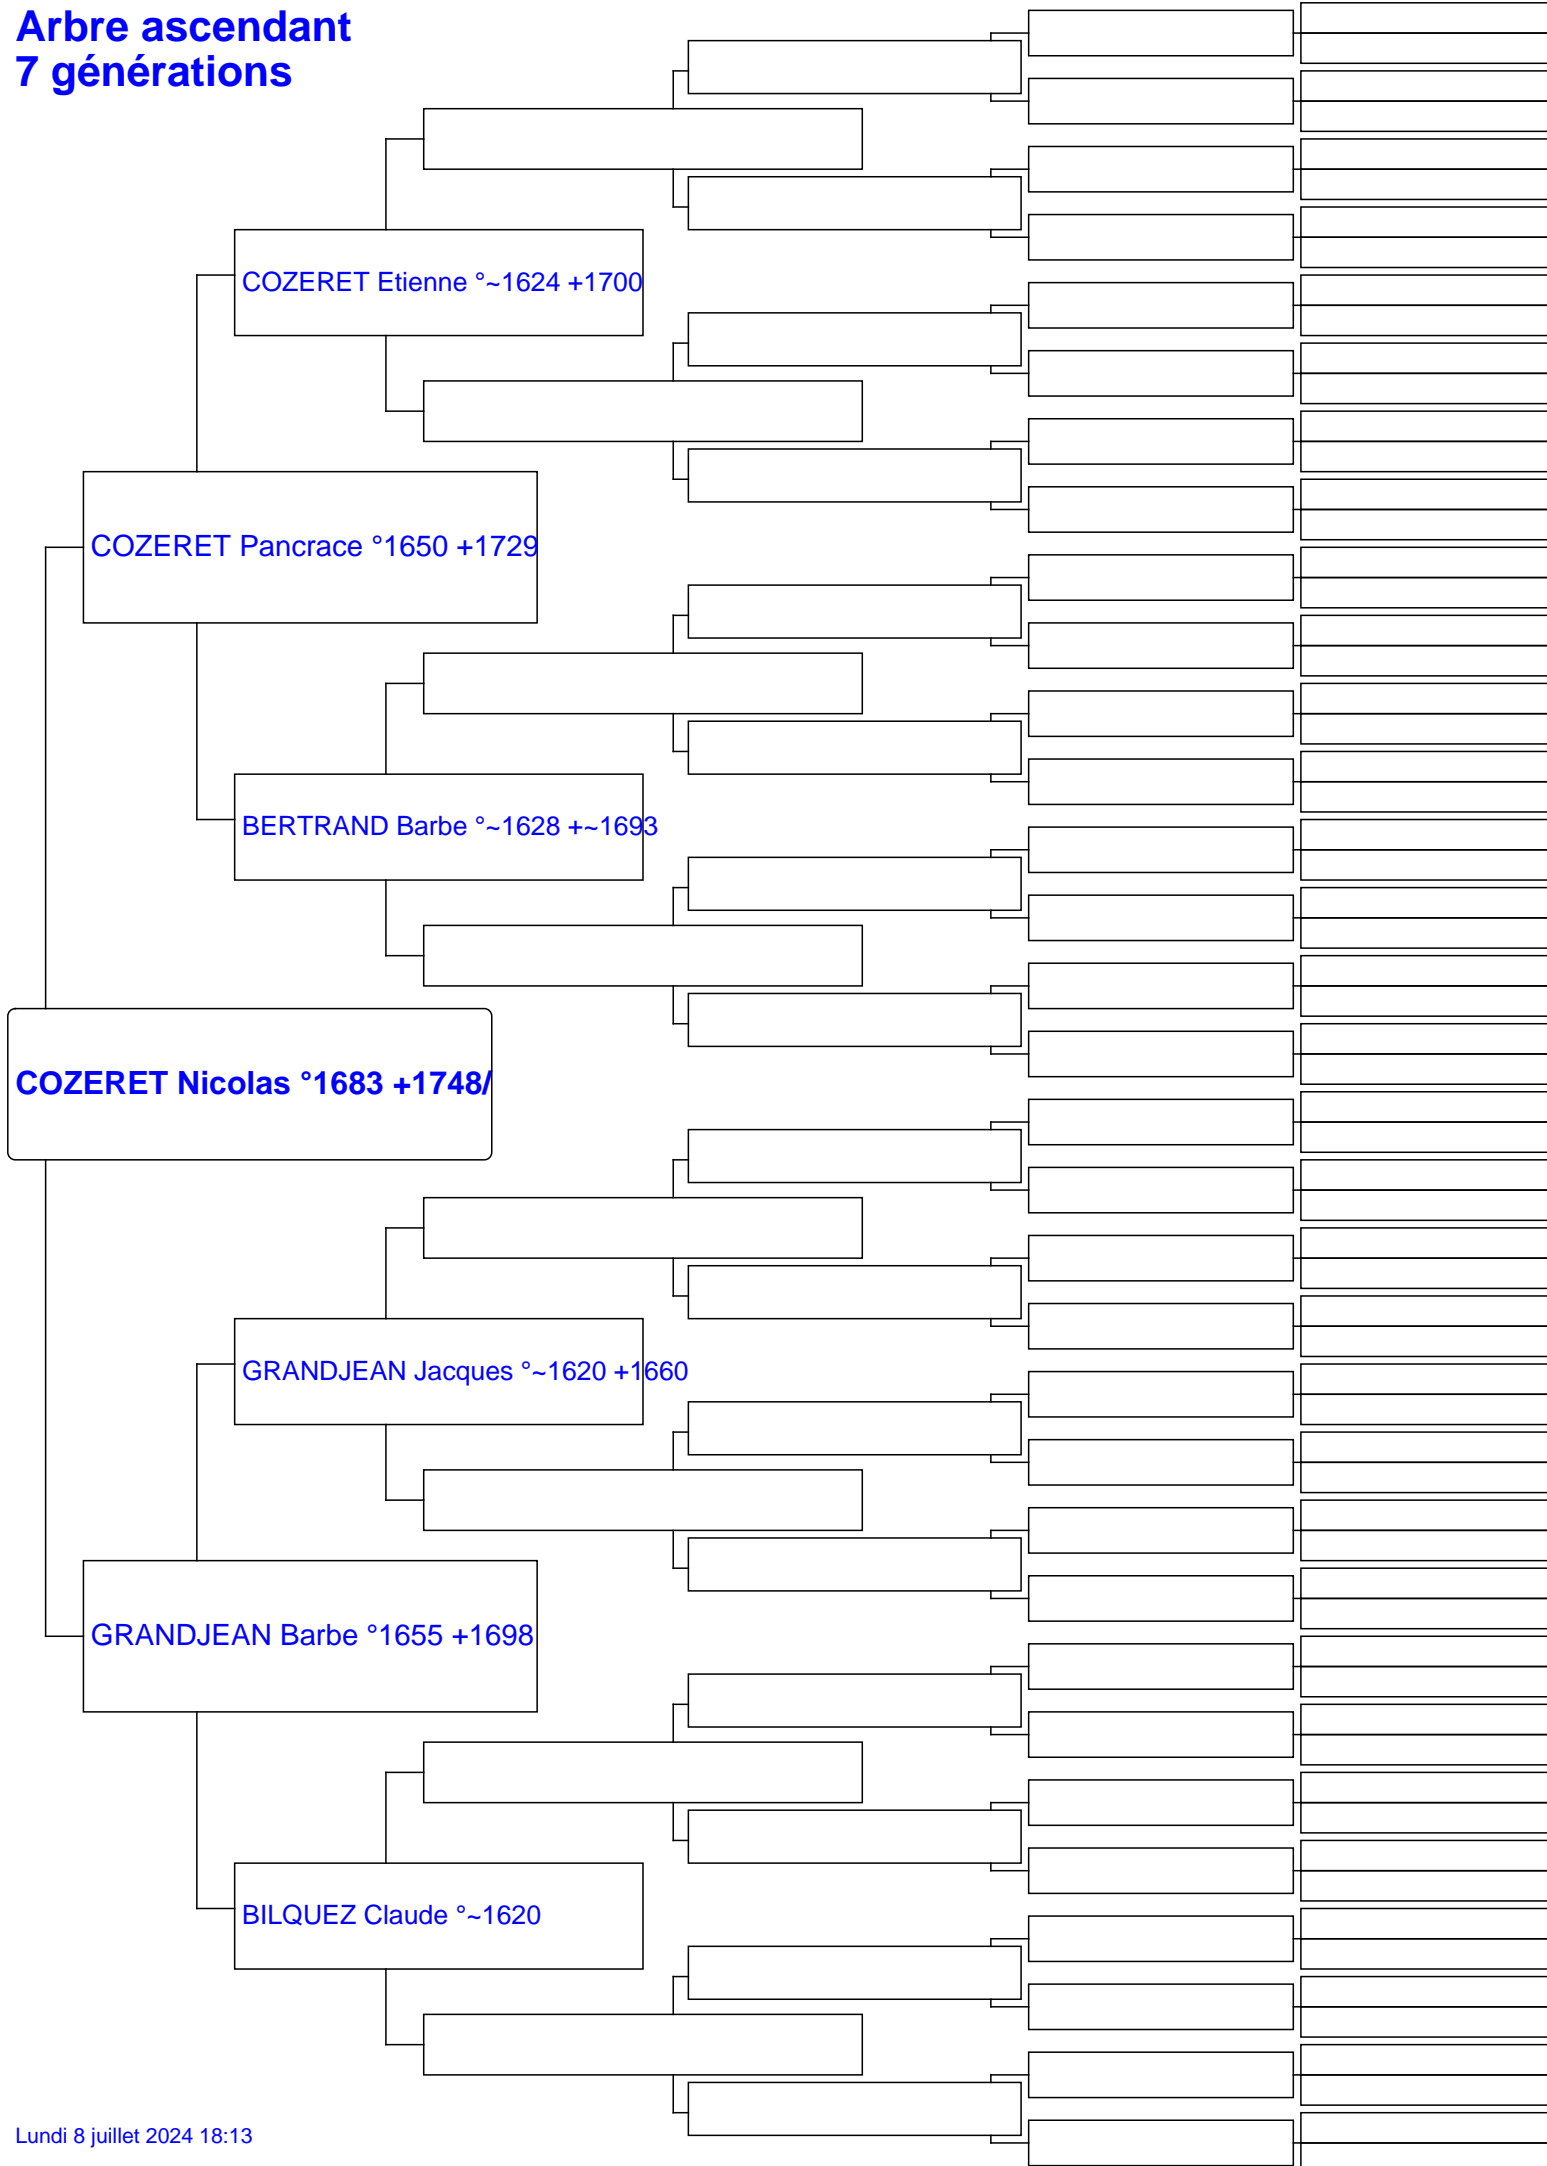 Arbre ascendant
7 générations
COZERET Etienne °~1624 +1700
COZERET Pancrace °1650 +1729
BERTRAND Barbe °~1628 +~1693
COZERET Nicolas °1683 +1748/
GRANDJEAN Jacques °~1620 +1660
GRANDJEAN Barbe °1655 +1698
BILQUEZ Claude °~1620
Lundi 8 juillet 2024 18:13